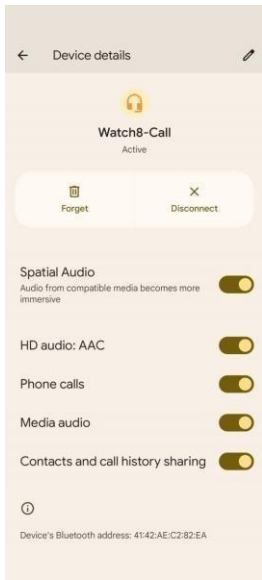 Device details
Watch8-Call
Active
Forget
Disconnect
Spatial Audio
Audio from compatible media becomes more
immersive
HD audio: AAC
Phone calls
Media audio
Contacts and call history sharing
Device's Bluetooth address: 41:42:AE:C2:82:EA